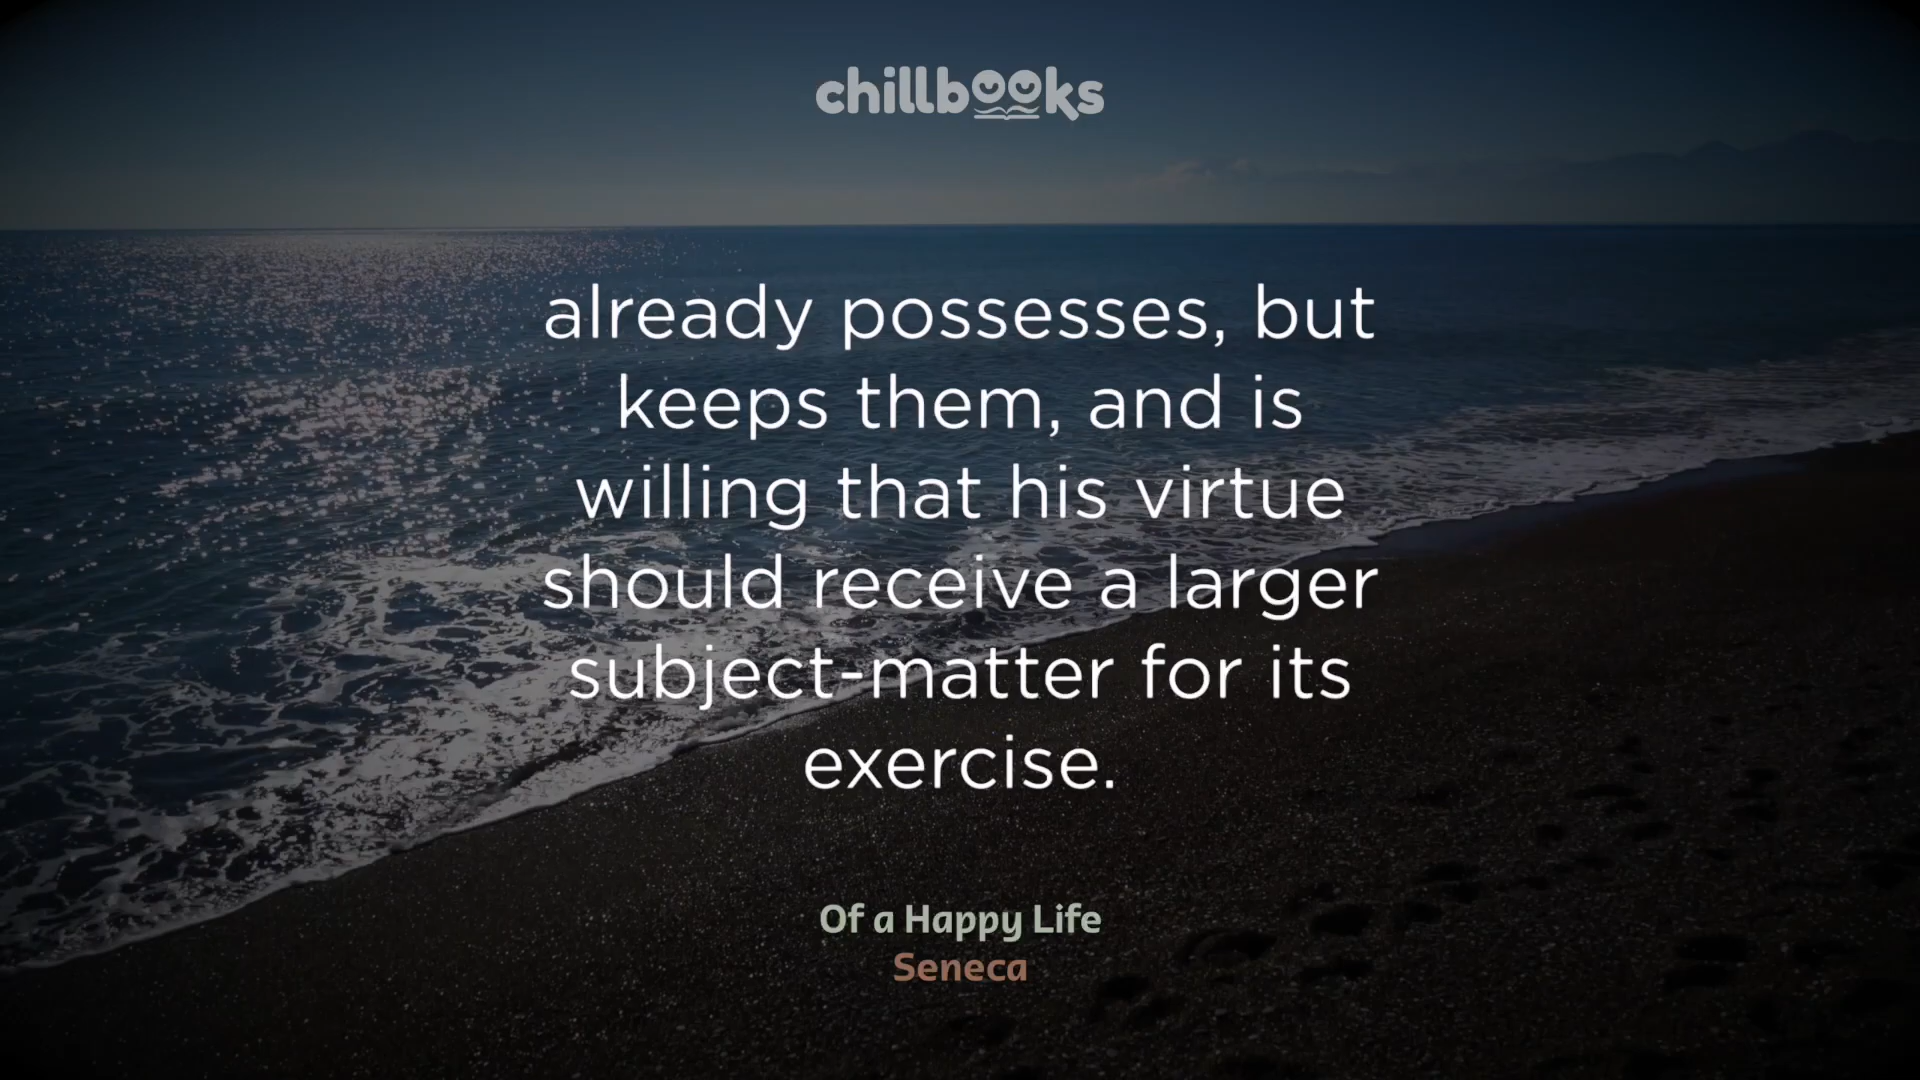 chillbooks
already possesses, but
keeps them, and is
willing that his virtue
should receive a larger
subject-matter for its
exercise.
Of a Happy Life
Seneca